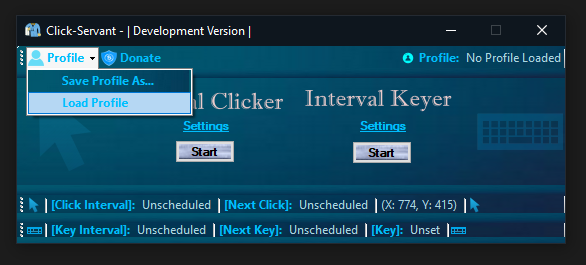 Click-Servant - | Development Version |
Profile Donate Profile: No Profile Loaded
Save Profile As...
Load Profile
Clicker Interval Keyer
Settings Settings
Start Start
[Click Interval]: Unscheduled [Next Click]: Unscheduled (X: 774, Y: 415)
[Key Interval]: Unscheduled [Next Key]: Unscheduled [Key]: Unset